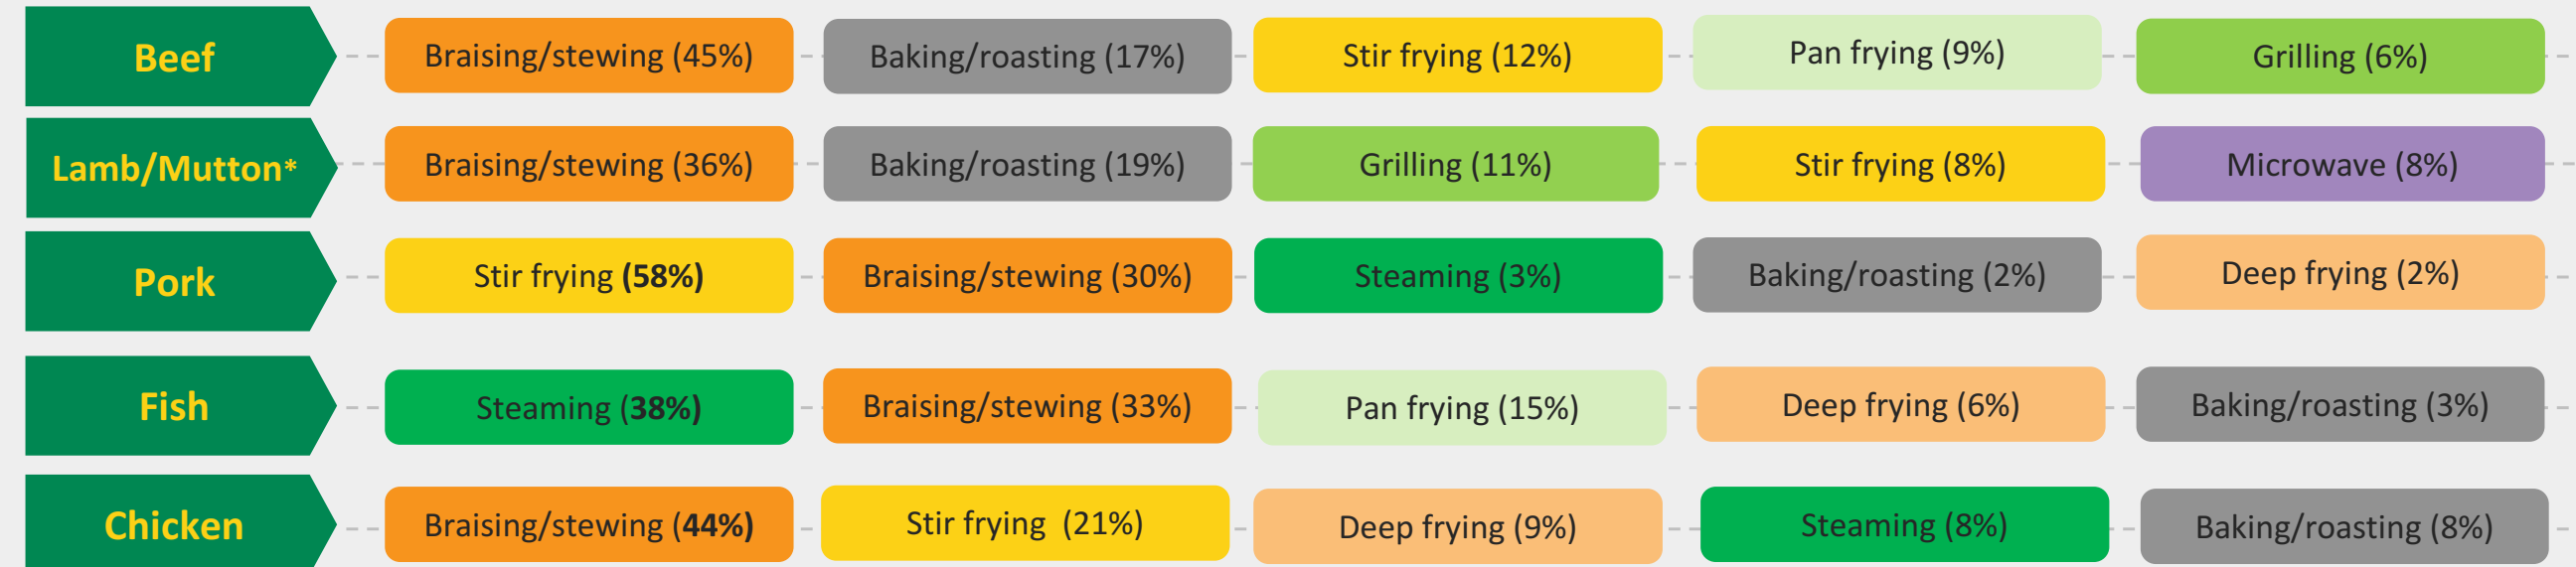 Beef Braising/stewing (45%) Baking/roasting (17%) Stir frying (12%) Pan frying (9%) Grilling (6%)
Lamb/Mutton* Braising/stewing (36%) Baking/roasting (19%) Grilling (11%) Stir frying (8%) Microwave (8%)
Pork Stir frying (58%) Braising/stewing (30%) Steaming (3%) Baking/roasting (2%) Deep frying (2%)
Fish Steaming (38%) Braising/stewing (33%) Pan frying (15%) Deep frying (6%) Baking/roasting (3%)
Chicken Braising/stewing (44%) Stir frying (21%) Deep frying (9%) Steaming (8%) Baking/roasting (8%)